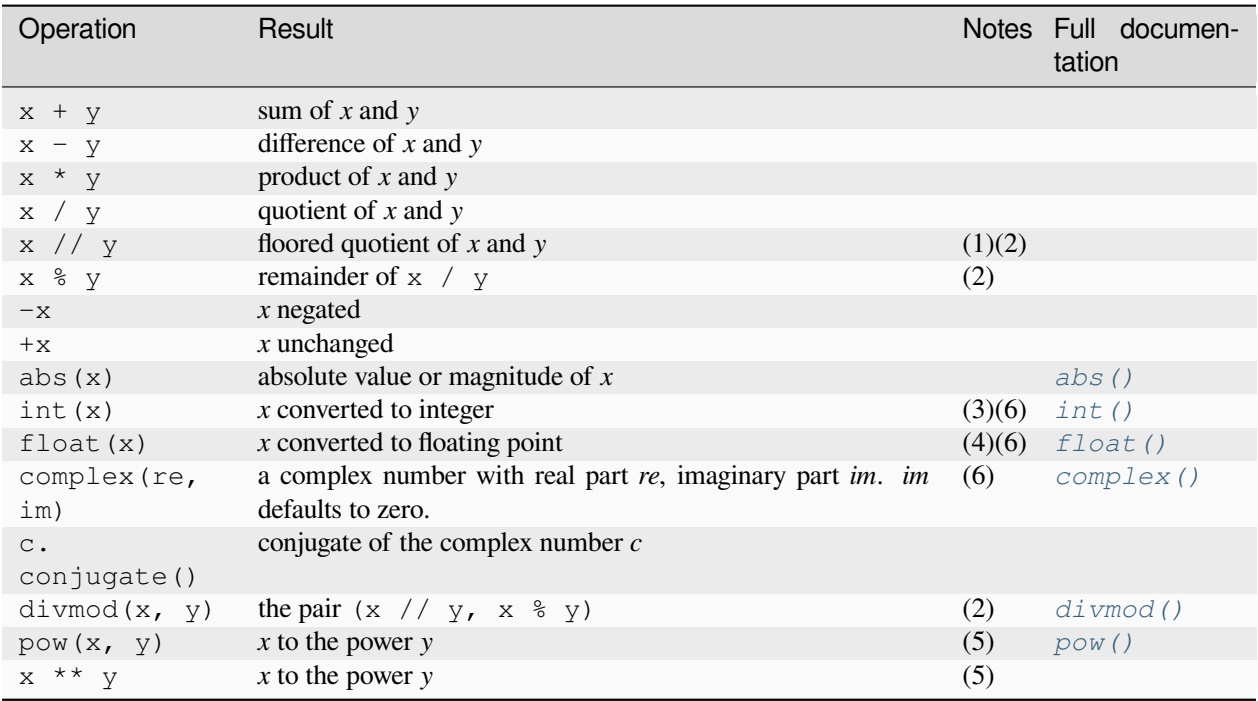 Operation Result Notes Full documen-
tation
x + y sum of x and y
x - y difference of x and y
x * y product of x and y
x / y quotient of x and y
x // y floored quotient of x and y (1)(2)
x % y remainder of x / y (2)
-x x negated
+x x unchanged
abs(x) absolute value or magnitude of x abs()
int(x) x converted to integer (3)(6) int()
float(x) x converted to floating point (4)(6) float()
complex(re, a complex number with real part re, imaginary part im. im (6) complex()
im) defaults to zero.
c. conjugate of the complex number c
conjugate()
divmod(x, y) the pair (x // y, x % y) (2) divmod()
pow(x, y) x to the power y (5) pow()
x ** y x to the power y (5)